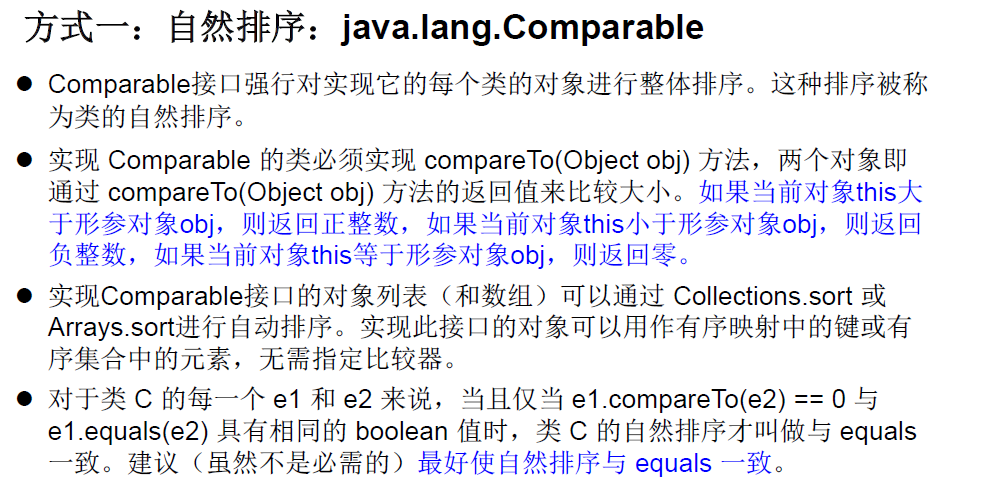 方式一：自然排序：java.lang.Comparable
● Comparable接口强行对实现它的每个类的对象进行整体排序。这种排序被称
为类的自然排序。
● 实现 Comparable 的类必须实现 compareTo(Object obj) 方法，两个对象即
通过 compareTo(Object obj) 方法的返回值来比较大小。如果当前对象this大
于形参对象obj，则返回正整数，如果当前对象this小于形参对象obj，则返回
负整数，如果当前对象this等于形参对象obj，则返回零。
● 实现Comparable接口的对象列表（和数组）可以通过 Collections.sort 或
Arrays.sort进行自动排序。实现此接口的对象可以用作有序映射中的键或有
序集合中的元素，无需指定比较器。
● 对于类 C 的每一个 e1 和 e2 来说，当且仅当 e1.compareTo(e2) == 0 与
e1.equals(e2) 具有相同的 boolean 值时，类 C 的自然排序才叫做与 equals
一致。建议（虽然不是必需的）最好使自然排序与 equals 一致。